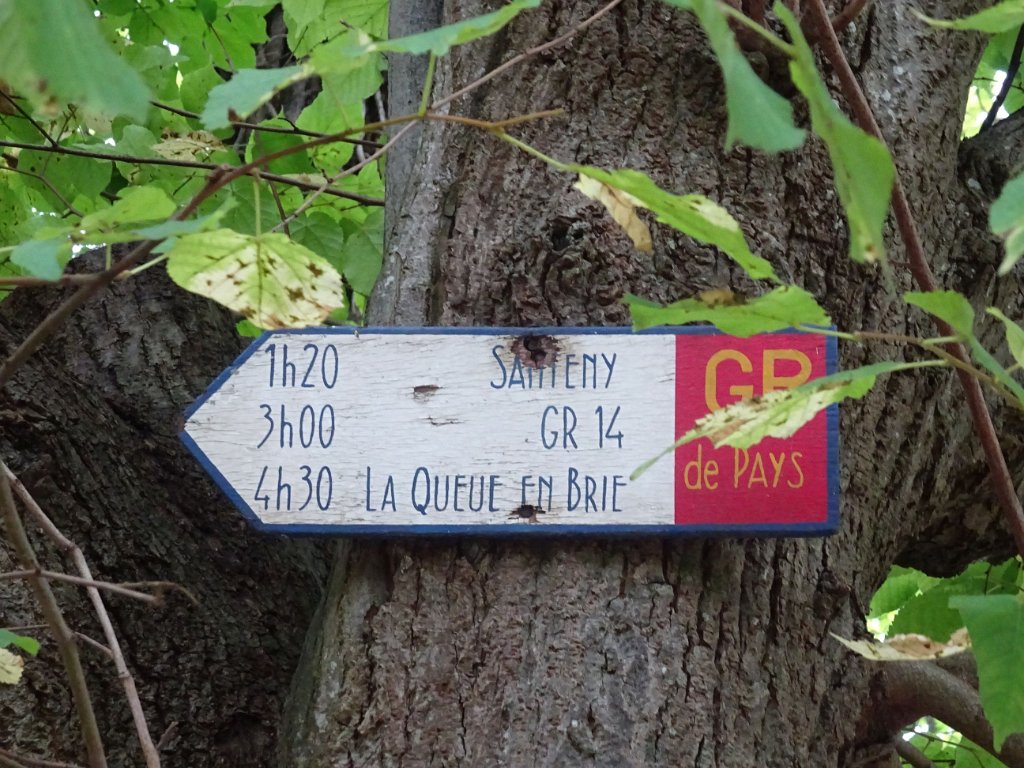 1h20 SANTENY
3h00 GR 14
4h30 LA QUEUE EN BRIE
GR
de PAYS